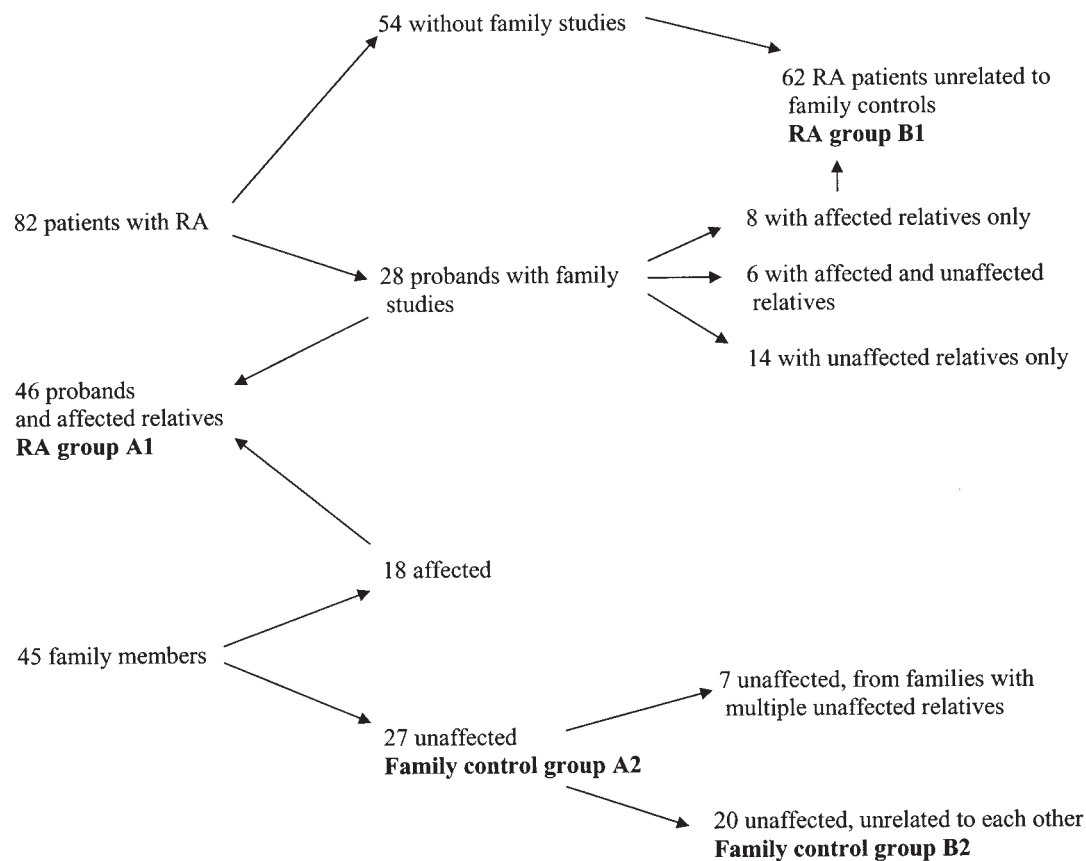 54 without family studies
62 RA patients unrelated to
family controls
RA group B1
82 patients with RA
8 with affected relatives only
28 probands with family
studies
6 with affected and unaffected
relatives
14 with unaffected relatives only
46 probands
and affected relatives
RA group A1
18 affected
45 family members
7 unaffected, from families with
multiple unaffected relatives
27 unaffected
Family control group A2
20 unaffected, unrelated to each other
Family control group B2